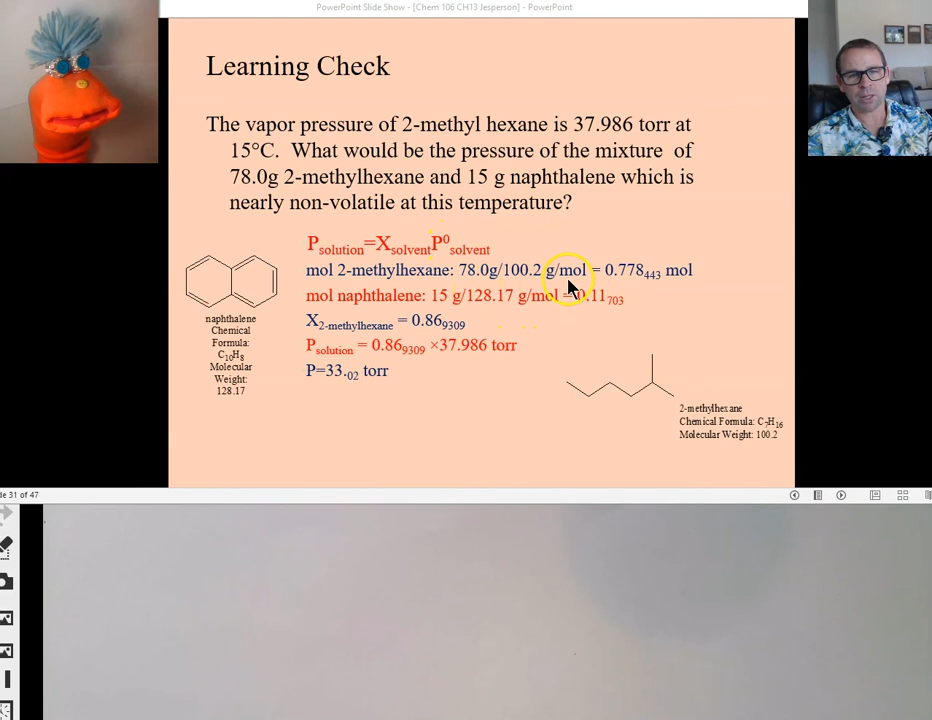 PowerPoint Slide Show - [Chem 106 CH13 Jesperson] - PowerPoint
Learning Check
The vapor pressure of 2-methyl hexane is 37.986 torr at
15°C. What would be the pressure of the mixture of
78.0g 2-methylhexane and 15 g naphthalene which is
nearly non-volatile at this temperature?
Psolution=XsolventP0solvent
mol 2-methylhexane: 78.0g/100.2 g/mol = 0.778443 mol
mol naphthalene: 15 g/128.17 g/mol = 0.11703
X2-methylhexane = 0.869309
Psolution = 0.869309 ×37.986 torr
P=33.02 torr
naphthalene
Chemical
Formula:
C10H8
Molecular
Weight:
128.17
2-methylhexane
Chemical Formula: C7H16
Molecular Weight: 100.2
de 31 of 47